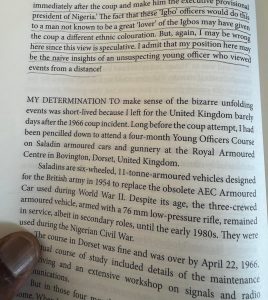 immediately after the coup and make him the executive provisional
president of Nigeria.' The fact that these 'Igbo' officers would do this
to a man not known to be a great 'lover' of the Igbos may have given
the coup a different ethnic colouration. But, again, I may be wrong
here since this view is speculative. I admit that my position here may
be the naive insights of an unsuspecting young officer who viewed
events from a distance!
MY DETERMINATION TO make sense of the bizarre unfolding
events was short-lived because I left for the United Kingdom barely
days after the 1966 coup incident. Long before the coup attempt, I had
been pencilled down to attend a four-month Young Officers Course
on Saladin armoured cars and gunnery at the Royal Armoured
Centre in Bovington, Dorset, United Kingdom.
Saladins are six-wheeled, 11-tonne-armoured vehicles designed
for the British Army in 1954 to replace the obsolete AEC Armoured
Car used during World War II. Despite its age, the three-crewed
armoured vehicle, armed with a 76 mm low-pressure rifle, remained
in service, albeit in secondary roles, until the early 1980s. They were
used during the Nigerian Civil War.
The course in Dorset was fine and was over by April 22, 1966.
course of study included details of the maintenance
and an extensive workshop on signals and radio
But in those four